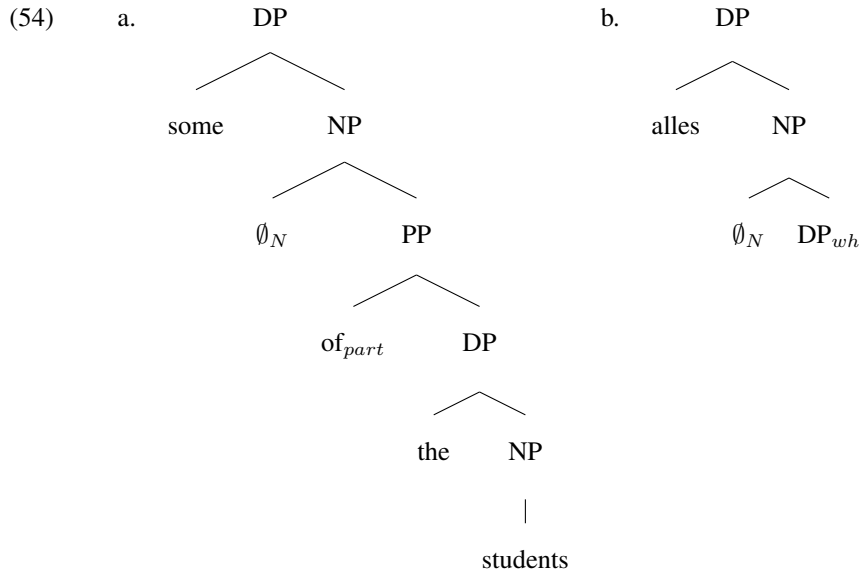 (54) a. DP b. DP
some NP alles NP
∅N PP ∅N DPwh
ofpart DP
the NP
students